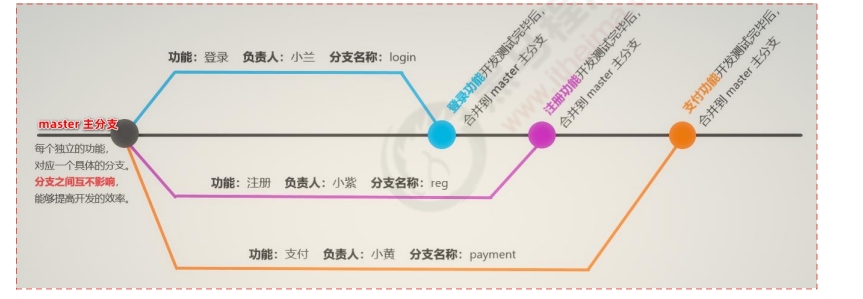 功能：登录 负责人：小兰 分支名称：login
登录功能开发测试完毕后，
合并到 master 主分支
注册功能开发测试完毕后，
合并到 master 主分支
支付功能开发测试完毕后，
合并到 master 主分支
master 主分支
每个独立的功能，
对应一个具体的分支。
分支之间互不影响，
能够提高开发的效率。
功能：注册 负责人：小紫 分支名称：reg
功能：支付 负责人：小黄 分支名称：payment